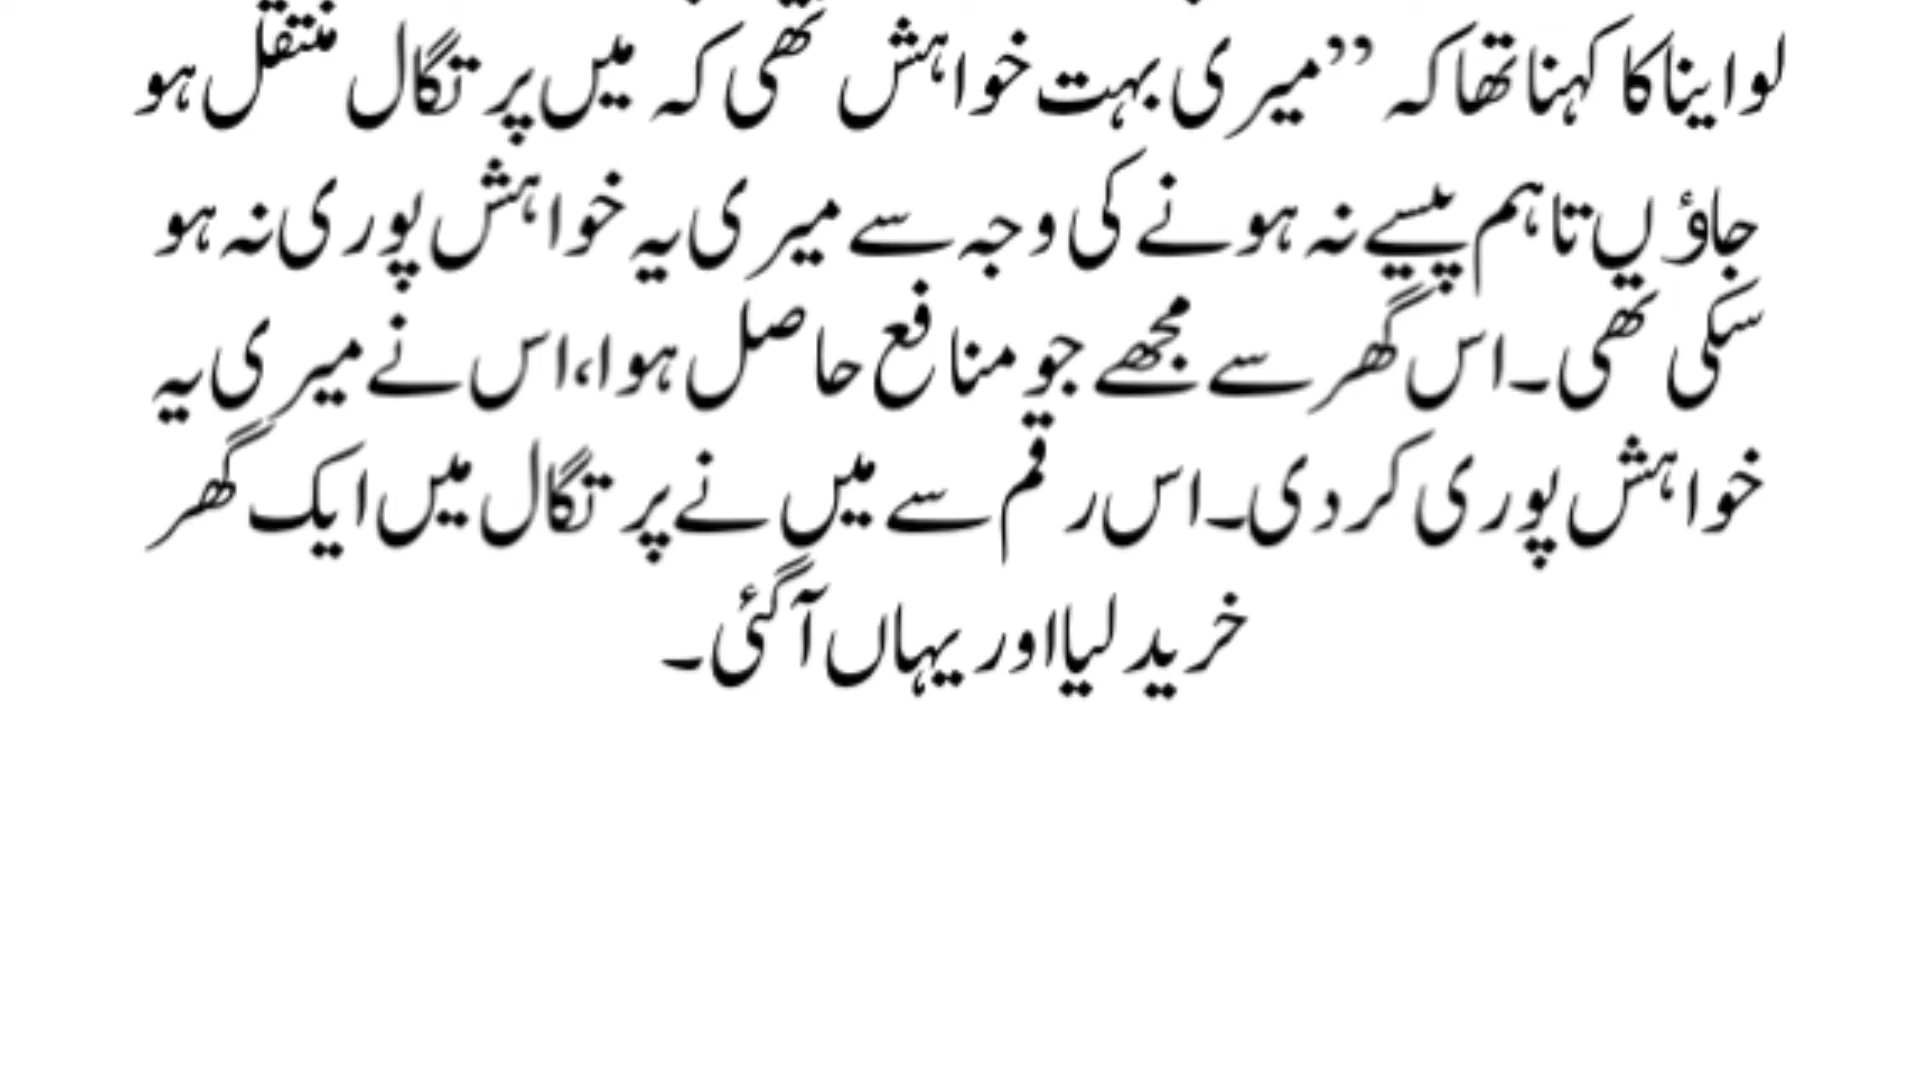 لواینا کا کہنا تھا کہ ’’میری بہت خواہش تھی کہ میں پرتگال منتقل ہو
جاؤں تاہم پیسے نہ ہونے کی وجہ سے میری یہ خواہش پوری نہ ہو
سکی تھی۔ اس گھر سے مجھے جو منافع حاصل ہوا، اس نے میری یہ
خواہش پوری کر دی۔ اس رقم سے میں نے پرتگال میں ایک گھر
خرید لیا اور یہاں آ گئی۔